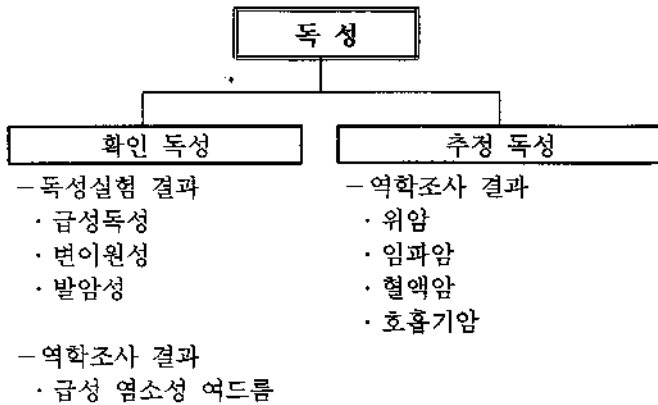 독 성
확인 독성
- 독성실험 결과
· 급성독성
· 변이원성
· 발암성
- 역학조사 결과
· 급성 염소성 여드름
추정 독성
- 역학조사 결과
· 위암
· 임파암
· 혈액암
· 호흡기암